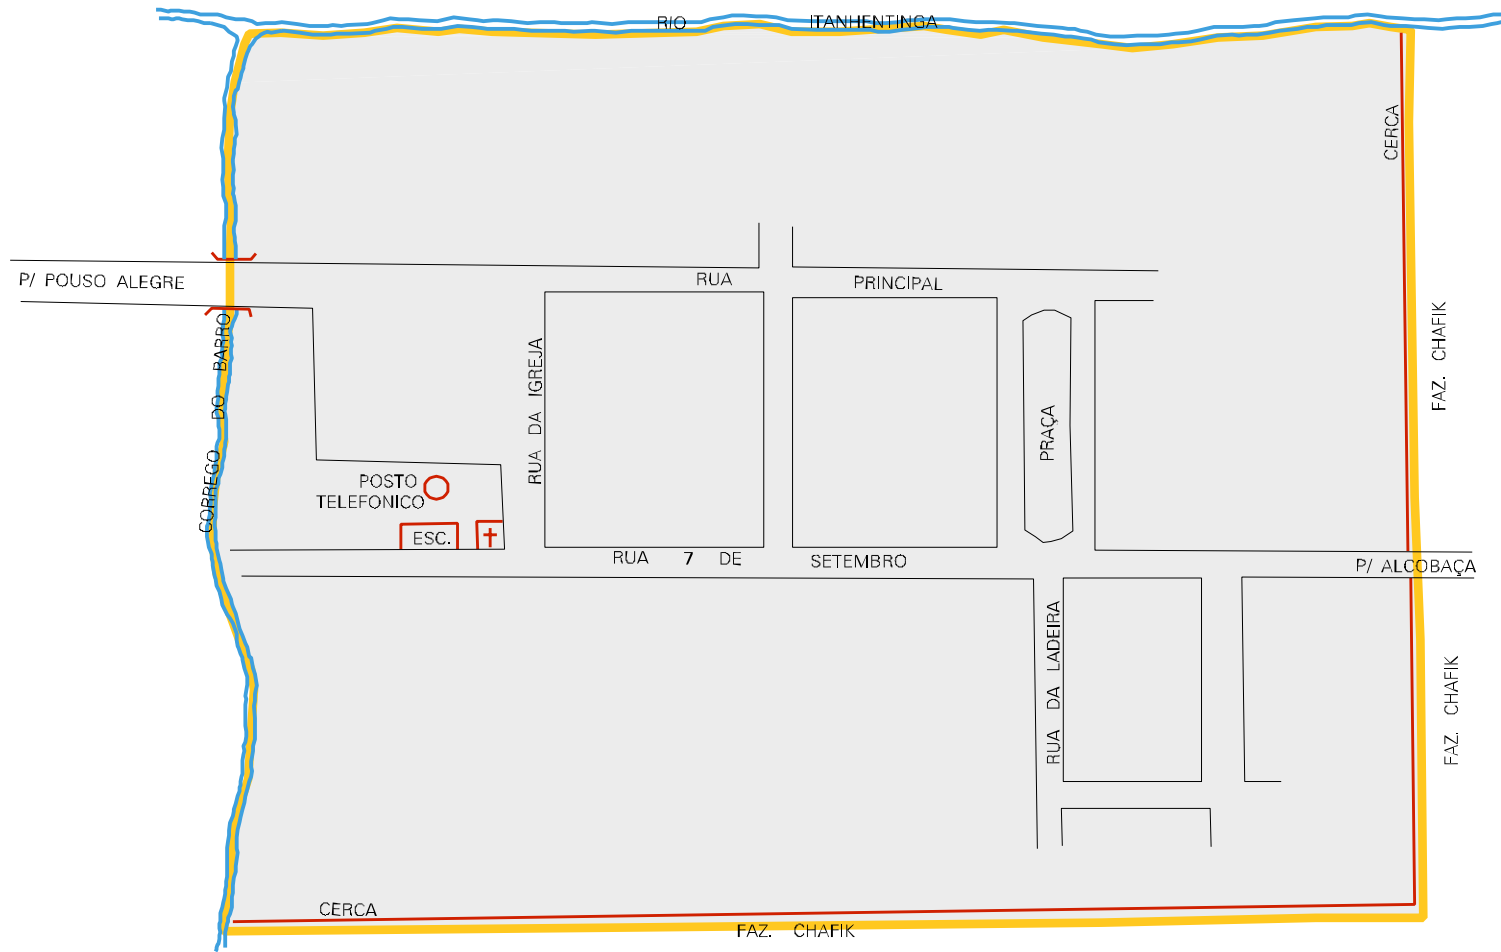 RIO ITANHENTINGA
CERCA
P/ POUSO ALEGRE
RUA PRINCIPAL
CORREGO DO BARRO
RUA DA IGREJA
PRAÇA
FAZ. CHAFIK
POSTO
TELEFONICO
ESC.
RUA 7 DE SETEMBRO
P/ ALCOBAÇA
RUA DA LADEIRA
FAZ. CHAFIK
CERCA
FAZ. CHAFIK